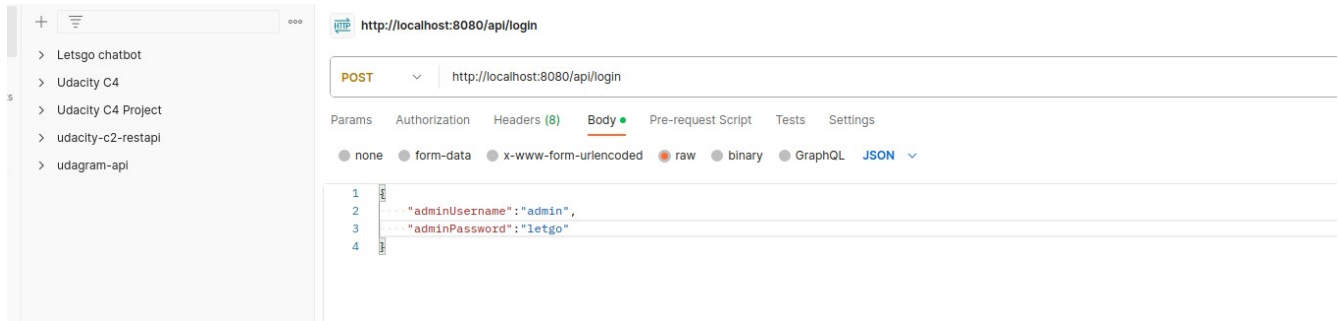 HTTP http://localhost:8080/api/login
Letsgo chatbot
Udacity C4
Udacity C4 Project
udacity-c2-restapi
udagram-api
POST http://localhost:8080/api/login
Params Authorization Headers (8) Body Pre-request Script Tests Settings
none form-data x-www-form-urlencoded raw binary GraphQL JSON
1 {
2 "adminUsername":"admin",
3 "adminPassword":"letgo"
4 }